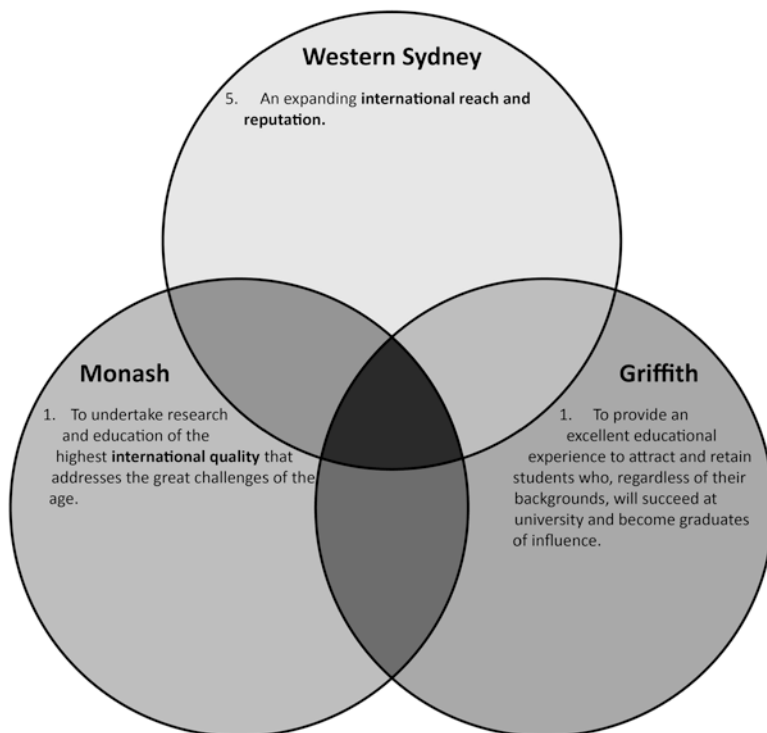 Western Sydney
5. An expanding international reach and
reputation.
Monash
1. To undertake research
and education of the
highest international quality that
addresses the great challenges of the
age.
Griffith
1. To provide an
excellent educational
experience to attract and retain
students who, regardless of their
backgrounds, will succeed at
university and become graduates
of influence.